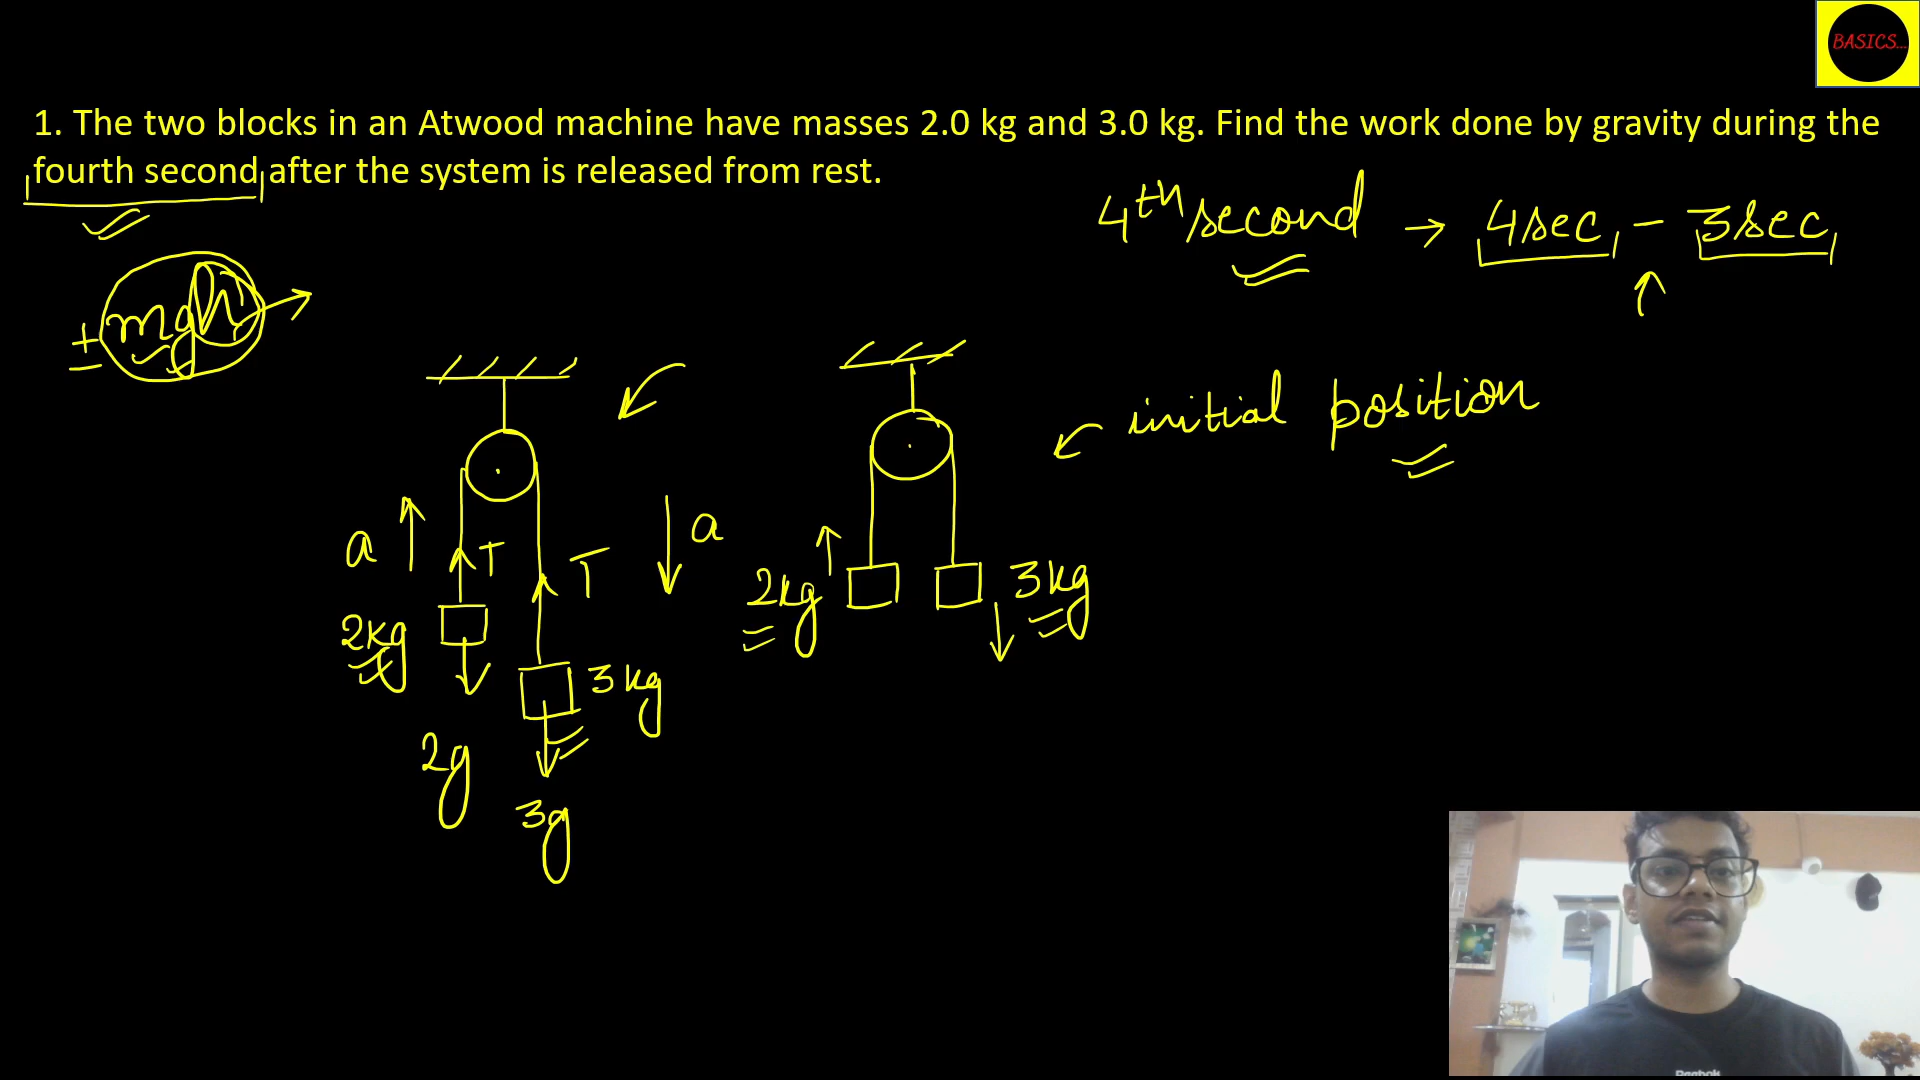 BASICS...
1. The two blocks in an Atwood machine have masses 2.0 kg and 3.0 kg. Find the work done by gravity during the
fourth second after the system is released from rest.
4th second → 4sec - 3sec
± mgh
initial position
a T T a
2kg 3kg
2kg 3kg
2g
3g
Reebok